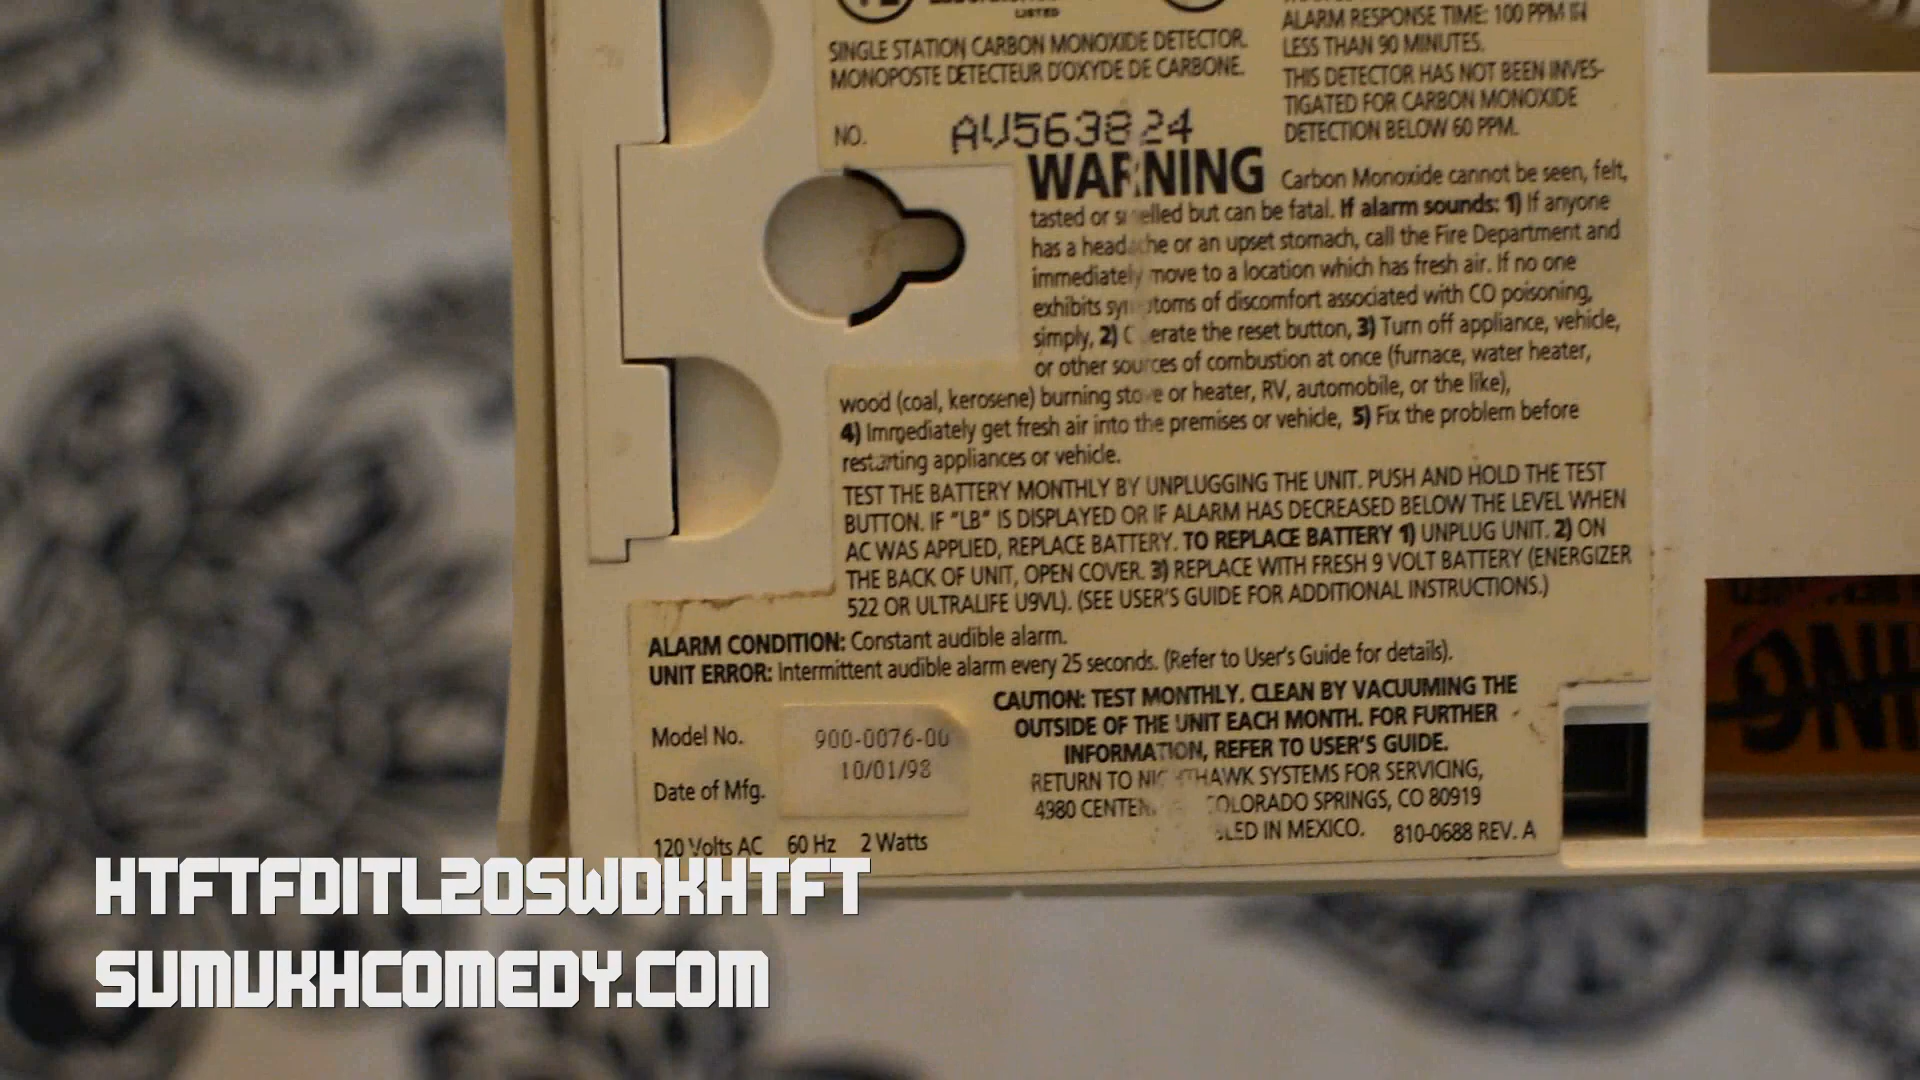 LISTED
SINGLE STATION CARBON MONOXIDE DETECTOR.
MONOPOSTE DETECTEUR D'OXYDE DE CARBONE.
NO. AV563824
ALARM RESPONSE TIME: 100 PPM IN
LESS THAN 90 MINUTES.
THIS DETECTOR HAS NOT BEEN INVES-
TIGATED FOR CARBON MONOXIDE
DETECTION BELOW 60 PPM.
WARNING Carbon Monoxide cannot be seen, felt,
tasted or smelled but can be fatal. If alarm sounds: 1) If anyone
has a headache or an upset stomach, call the Fire Department and
immediately move to a location which has fresh air. If no one
exhibits symptoms of discomfort associated with CO poisoning,
simply, 2) Operate the reset button, 3) Turn off appliance, vehicle,
or other sources of combustion at once (furnace, water heater,
wood (coal, kerosene) burning stove or heater, RV, automobile, or the like),
4) Immediately get fresh air into the premises or vehicle, 5) Fix the problem before
restarting appliances or vehicle.
TEST THE BATTERY MONTHLY BY UNPLUGGING THE UNIT. PUSH AND HOLD THE TEST
BUTTON. IF "LB" IS DISPLAYED OR IF ALARM HAS DECREASED BELOW THE LEVEL WHEN
AC WAS APPLIED, REPLACE BATTERY. TO REPLACE BATTERY 1) UNPLUG UNIT. 2) ON
THE BACK OF UNIT, OPEN COVER. 3) REPLACE WITH FRESH 9 VOLT BATTERY (ENERGIZER
522 OR ULTRALIFE U9VL). (SEE USER'S GUIDE FOR ADDITIONAL INSTRUCTIONS.)
ALARM CONDITION: Constant audible alarm.
UNIT ERROR: Intermittent audible alarm every 25 seconds. (Refer to User's Guide for details).
Model No. 900-0076-00
Date of Mfg. 10/01/98
120 Volts AC 60 Hz 2 Watts
CAUTION: TEST MONTHLY. CLEAN BY VACUUMING THE
OUTSIDE OF THE UNIT EACH MONTH. FOR FURTHER
INFORMATION, REFER TO USER'S GUIDE.
RETURN TO NIGHTHAWK SYSTEMS FOR SERVICING,
4980 COLORADO SPRINGS, CO 80919
IN MEXICO. 810-0688 REV. A
HTFTFDITL20SWDKHTFT
SUMUKHCOMEDY.COM